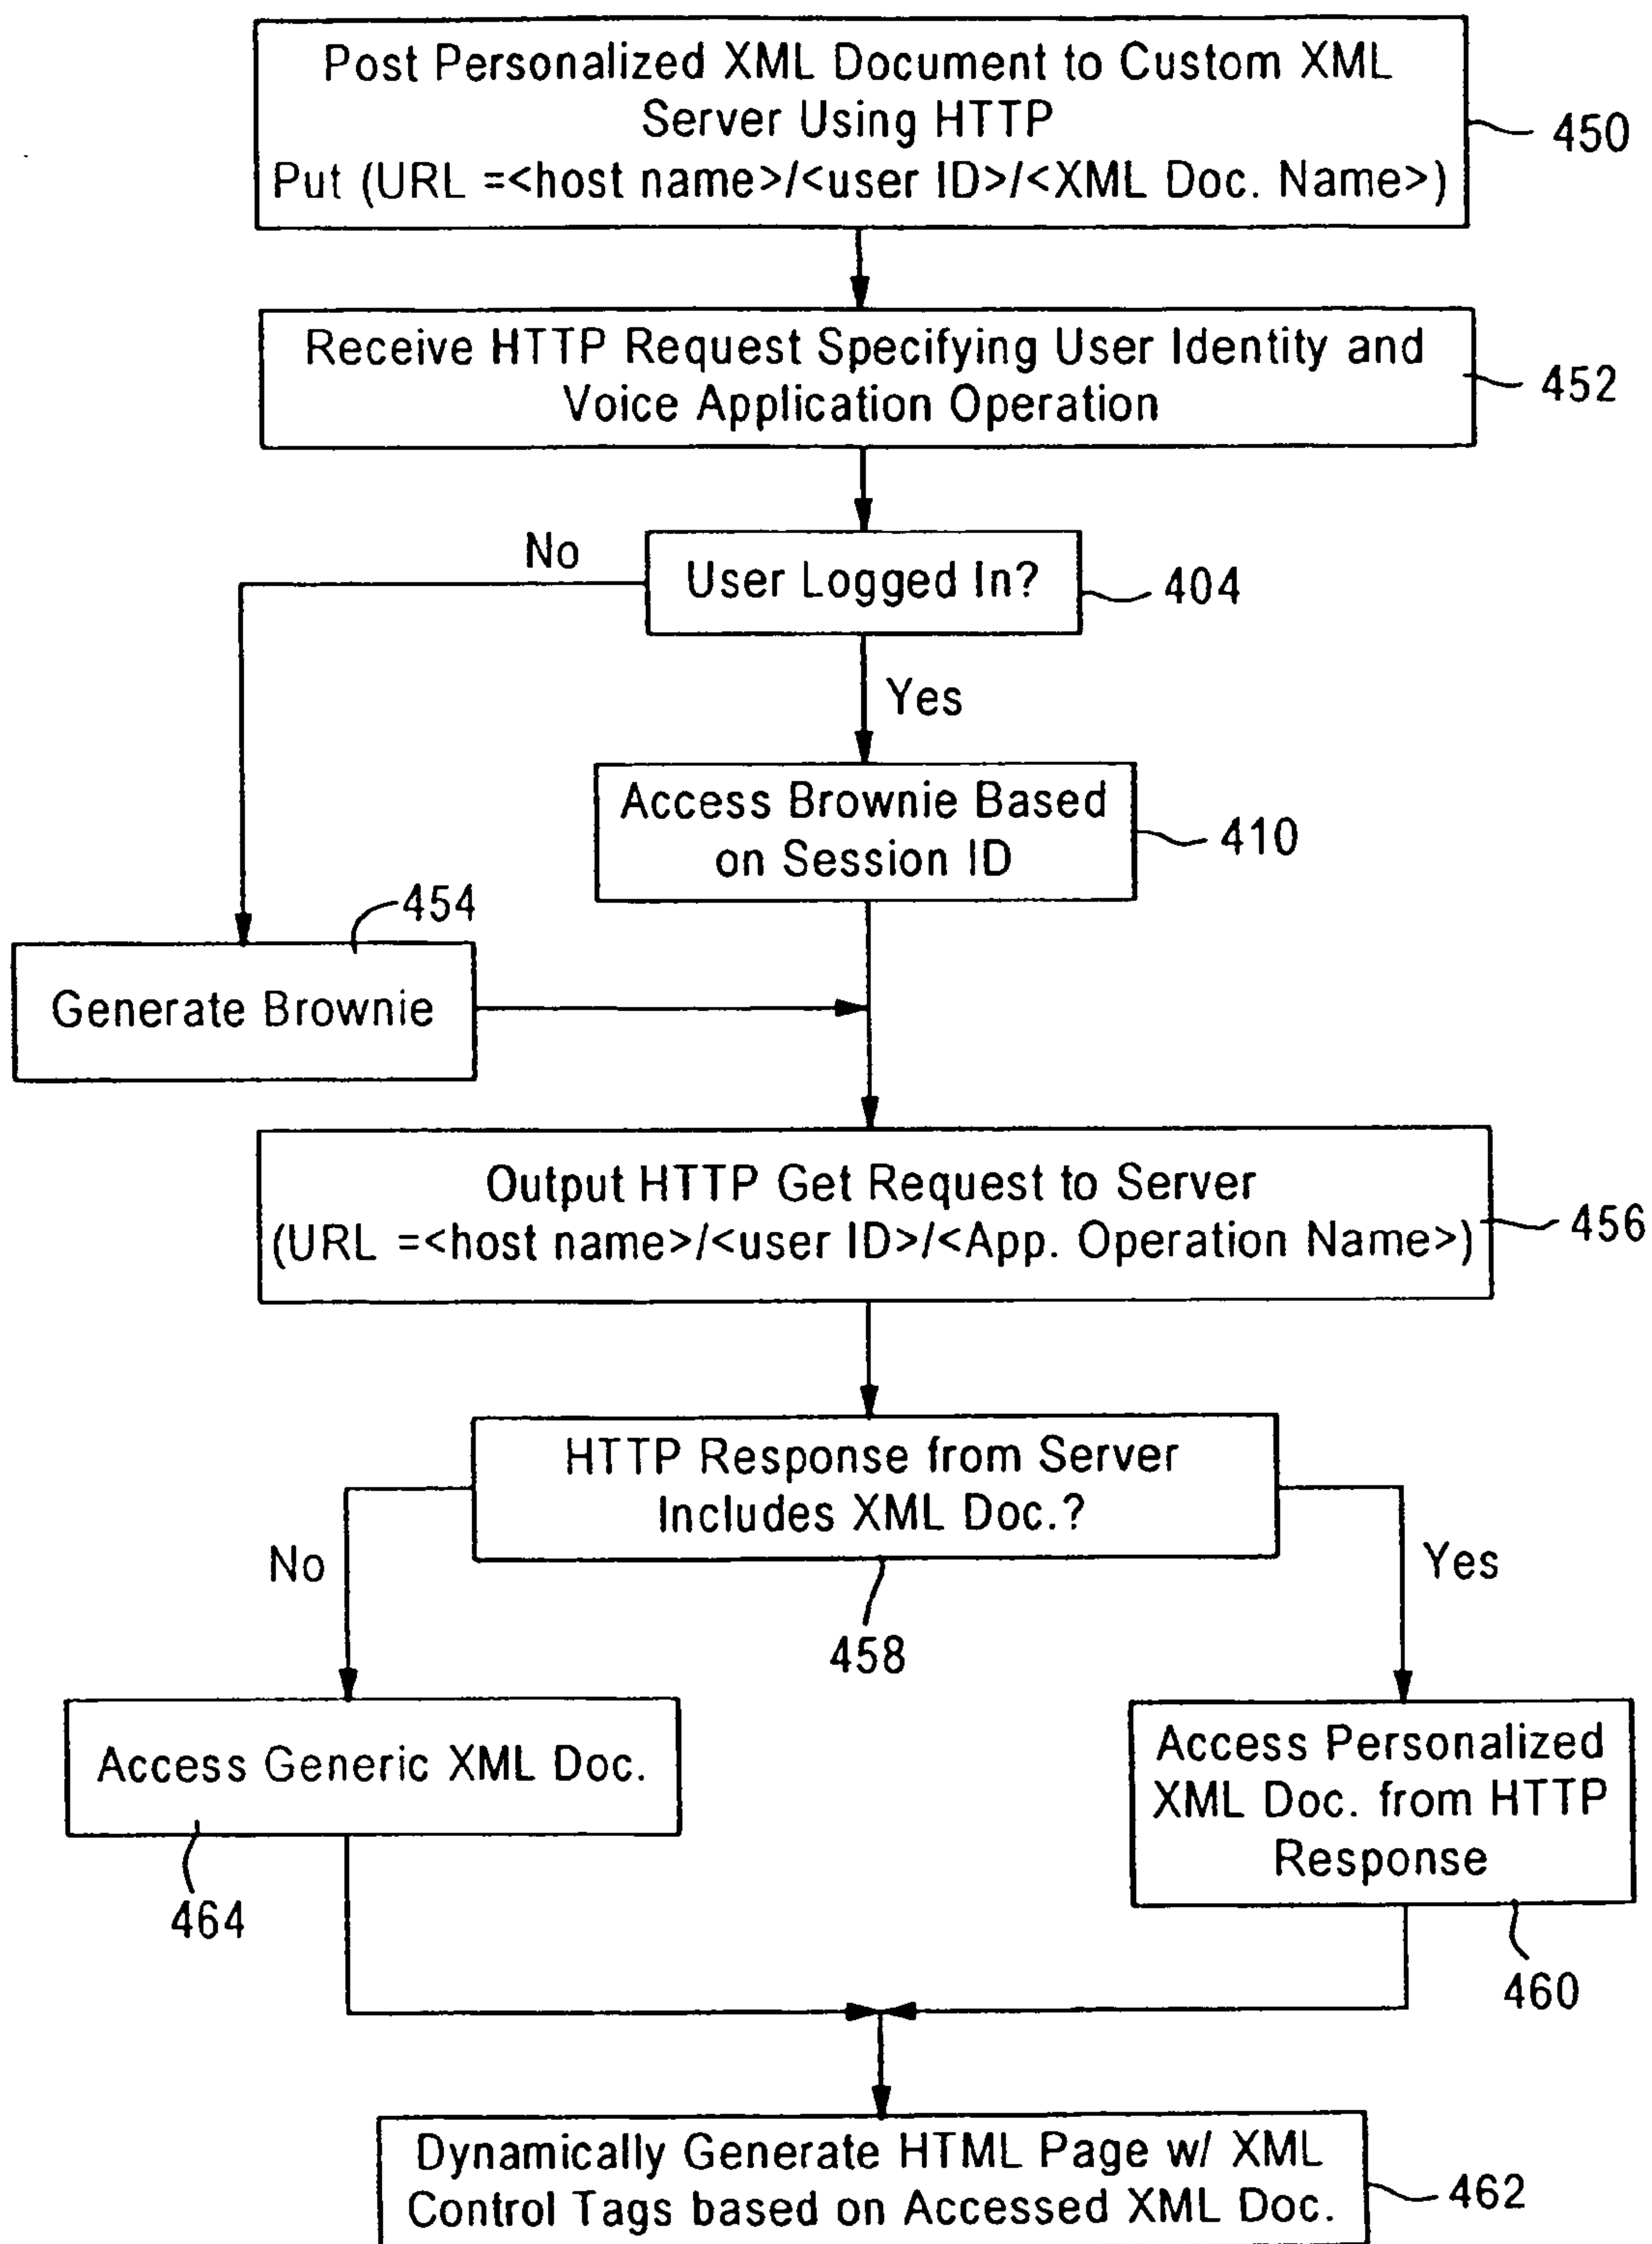 Post Personalized XML Document to Custom XML
Server Using HTTP
Put (URL =<host name>/<user ID>/<XML Doc. Name>)
450
Receive HTTP Request Specifying User Identity and
Voice Application Operation
452
No
User Logged In?
404
Yes
Access Brownie Based
on Session ID
410
454
Generate Brownie
Output HTTP Get Request to Server
(URL =<host name>/<user ID>/<App. Operation Name>)
456
HTTP Response from Server
Includes XML Doc.?
No
Yes
458
Access Generic XML Doc.
464
Access Personalized
XML Doc. from HTTP
Response
460
Dynamically Generate HTML Page w/ XML
Control Tags based on Accessed XML Doc.
462